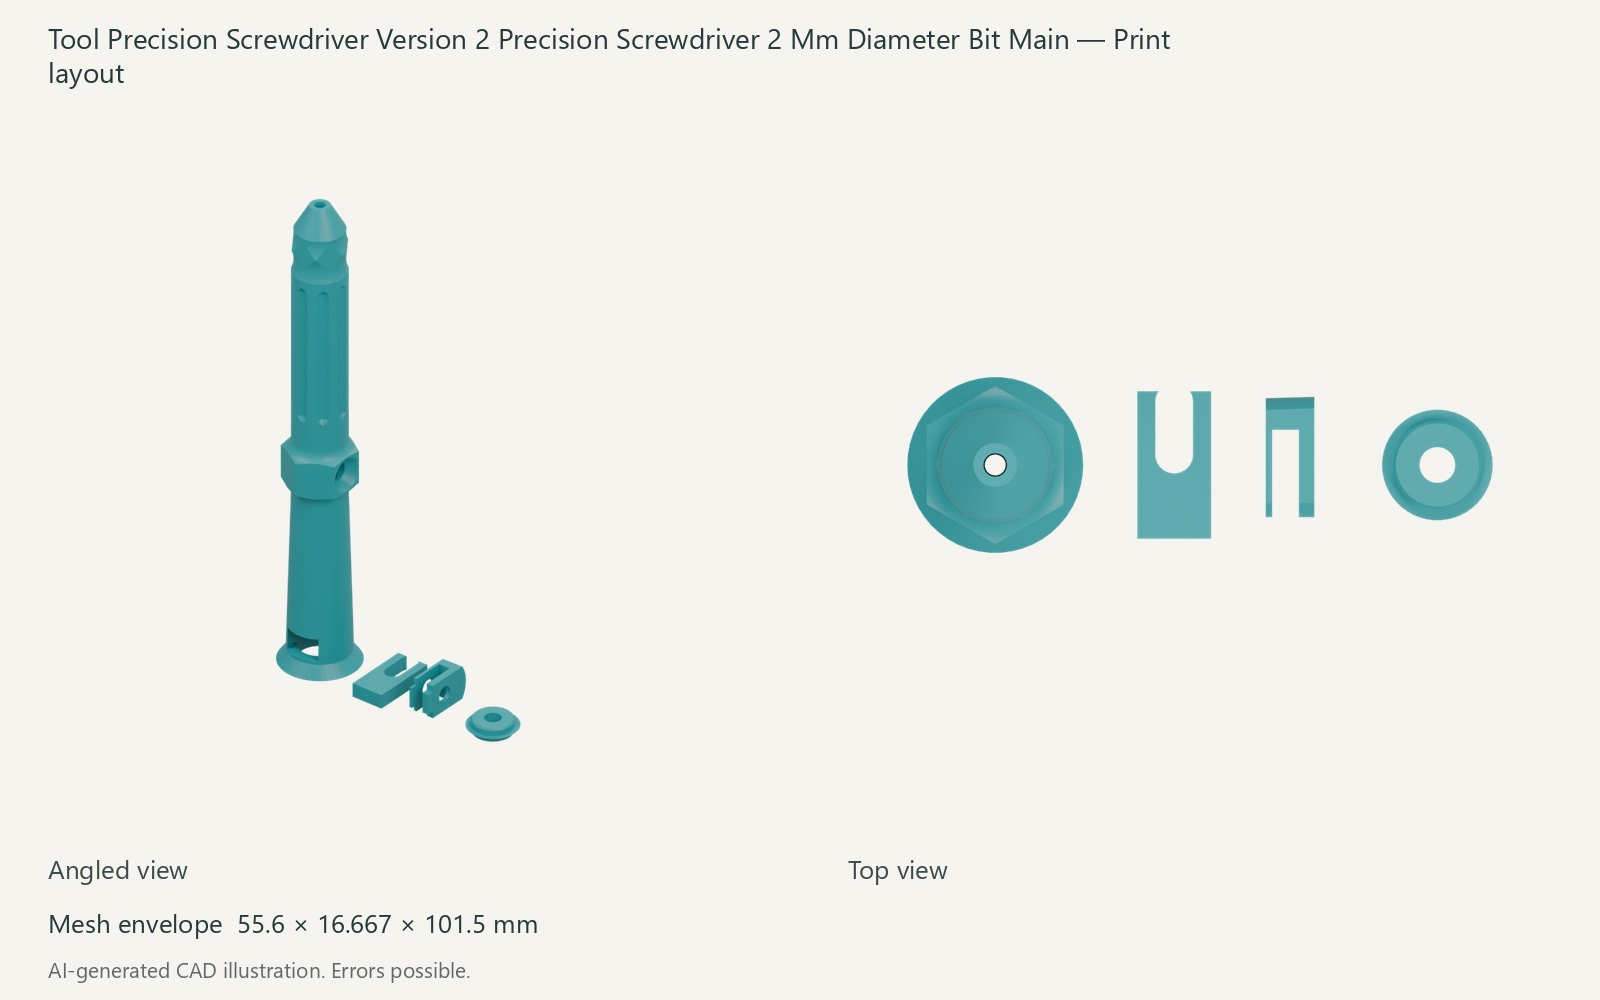 Tool Precision Screwdriver Version 2 Precision Screwdriver 2 Mm Diameter Bit Main — Print
layout
Angled view
Top view
Mesh envelope  55.6 × 16.667 × 101.5 mm
AI-generated CAD illustration. Errors possible.